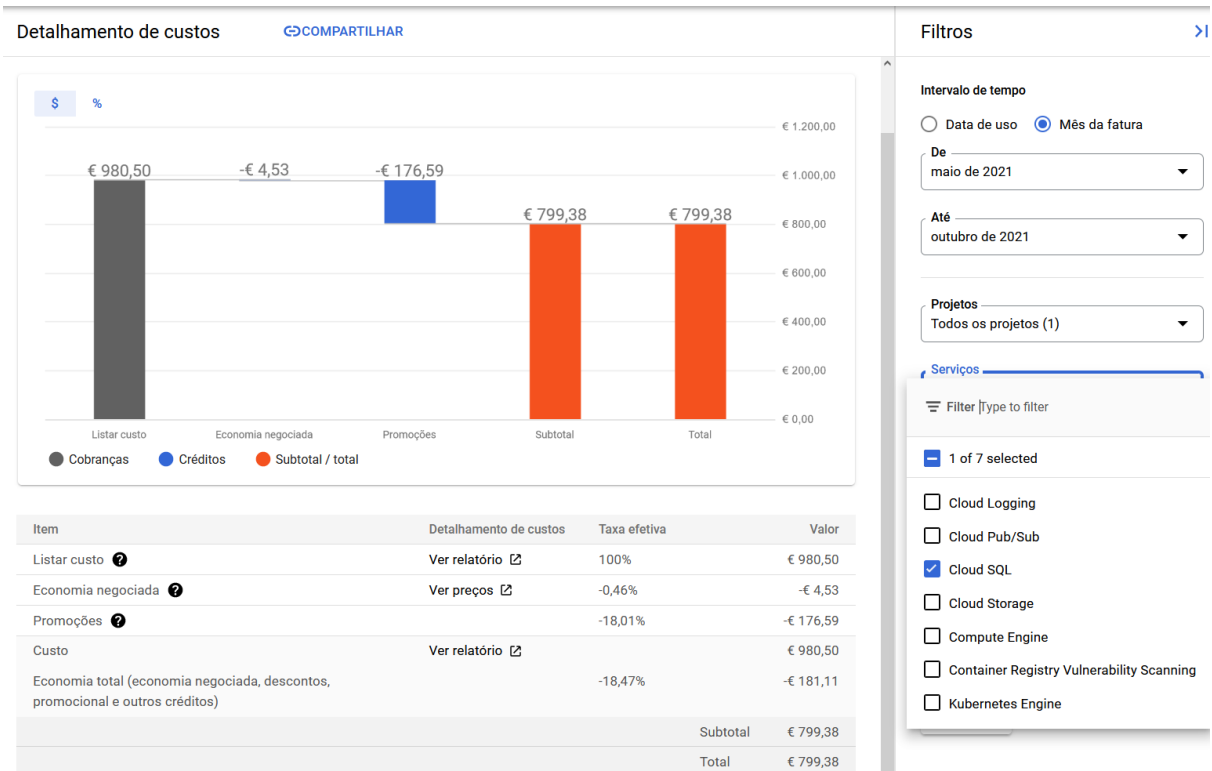 Detalhamento de custos
COMPARTILHAR
$ %
€ 1.200,00
€ 1.000,00
€ 800,00
€ 600,00
€ 400,00
€ 200,00
€ 0,00
€ 980,50
-€ 4,53
-€ 176,59
€ 799,38
€ 799,38
Listar custo
Economia negociada
Promoções
Subtotal
Total
Cobranças
Créditos
Subtotal / total
Item Detalhamento de custos Taxa efetiva Valor
Listar custo ? Ver relatório 100% € 980,50
Economia negociada ? Ver preços -0,46% -€ 4,53
Promoções ? -18,01% -€ 176,59
Custo Ver relatório € 980,50
Economia total (economia negociada, descontos, -18,47% -€ 181,11
promocional e outros créditos)
Subtotal € 799,38
Total € 799,38
Filtros
Intervalo de tempo
Data de uso Mês da fatura
De
maio de 2021
Até
outubro de 2021
Projetos
Todos os projetos (1)
Serviços
Filter Type to filter
1 of 7 selected
Cloud Logging
Cloud Pub/Sub
Cloud SQL
Cloud Storage
Compute Engine
Container Registry Vulnerability Scanning
Kubernetes Engine